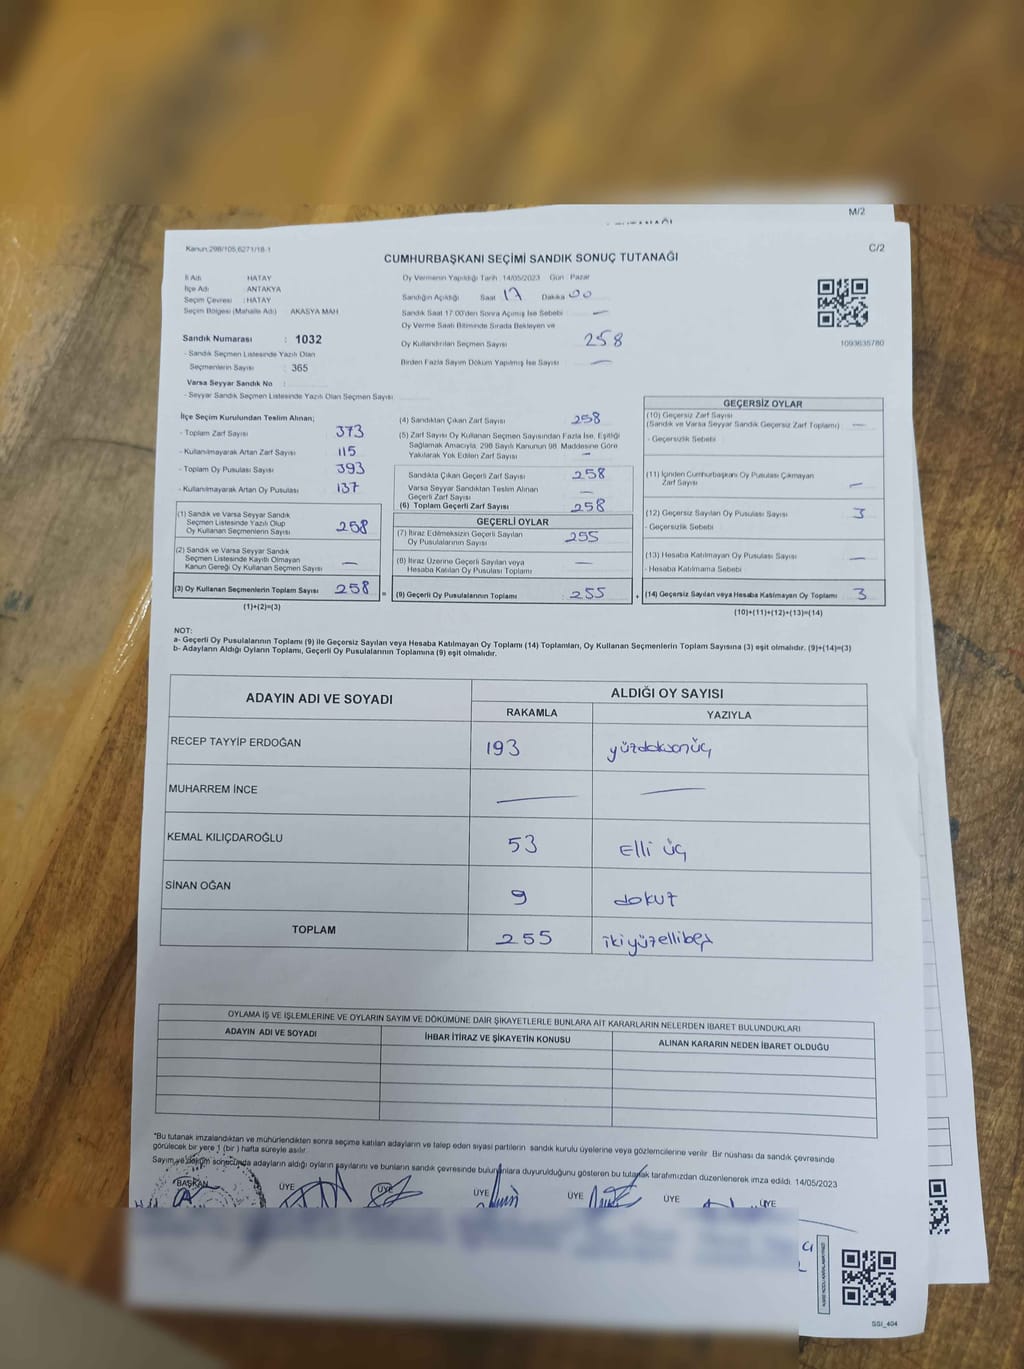 M/2
C/2
Kanun:298/105,6271/18-1
CUMHURBAŞKANI SEÇİMİ SANDIK SONUÇ TUTANAĞI
İl Adı : HATAY
İlçe Adı : ANTAKYA
Seçim Çevresi : HATAY
Seçim Bölgesi (Mahalle Adı) : AKASYA MAH
Sandık Numarası : 1032
- Sandık Seçmen Listesinde Yazılı Olan
Seçmenlerin Sayısı : 365
Varsa Seyyar Sandık No :
- Seyyar Sandık Seçmen Listesinde Yazılı Olan Seçmen Sayısı
Oy Vermenin Yapıldığı Tarih : 14/05/2023 Gün : Pazar
Sandığın Açıldığı Saat 17 Dakika 00
Sandık Saat 17:00'den Sonra Açılmış İse Sebebi —
Oy Verme Saati Bitiminde Sırada Bekleyen ve
Oy Kullandırılan Seçmen Sayısı 258
Birden Fazla Sayım Döküm Yapılmış İse Sayısı —
1093635780
İlçe Seçim Kurulundan Teslim Alınan;
- Toplam Zarf Sayısı : 373
- Kullanılmayarak Artan Zarf Sayısı : 115
- Toplam Oy Pusulası Sayısı : 393
- Kullanılmayarak Artan Oy Pusulası : 137
(1) Sandık ve Varsa Seyyar Sandık
Seçmen Listesinde Yazılı Olup
Oy Kullanan Seçmenlerin Sayısı : 258
(2) Sandık ve Varsa Seyyar Sandık
Seçmen Listesinde Kayıtlı Olmayan
Kanun Gereği Oy Kullanan Seçmen Sayısı : —
(3) Oy Kullanan Seçmenlerin Toplam Sayısı : 258
(1)+(2)=(3)
(4) Sandıktan Çıkan Zarf Sayısı : 258
(5) Zarf Sayısı Oy Kullanan Seçmen Sayısından Fazla İse, Eşitliği
Sağlamak Amacıyla, 298 Sayılı Kanunun 98. Maddesine Göre
Yakılarak Yok Edilen Zarf Sayısı : —
Sandıkta Çıkan Geçerli Zarf Sayısı : 258
Varsa Seyyar Sandıktan Teslim Alınan
Geçerli Zarf Sayısı : —
(6) Toplam Geçerli Zarf Sayısı : 258
GEÇERLİ OYLAR
(7) İtiraz Edilmeksizin Geçerli Sayılan
Oy Pusulalarının Sayısı : 255
(8) İtiraz Üzerine Geçerli Sayılan veya
Hesaba Katılan Oy Pusulası Toplamı : —
= (9) Geçerli Oy Pusulalarının Toplamı : 255
GEÇERSİZ OYLAR
(10) Geçersiz Zarf Sayısı
(Sandık ve Varsa Seyyar Sandık Geçersiz Zarf Toplamı) : —
- Geçersizlik Sebebi :
(11) İçinden Cumhurbaşkanı Oy Pusulası Çıkmayan
Zarf Sayısı : —
(12) Geçersiz Sayılan Oy Pusulası Sayısı : 3
- Geçersizlik Sebebi :
(13) Hesaba Katılmayan Oy Pusulası Sayısı : —
- Hesaba Katılmama Sebebi :
+ (14) Geçersiz Sayılan veya Hesaba Katılmayan Oy Toplamı : 3
(10)+(11)+(12)+(13)=(14)
NOT:
a- Geçerli Oy Pusulalarının Toplamı (9) ile Geçersiz Sayılan veya Hesaba Katılmayan Oy Toplamı (14) Toplamları, Oy Kullanan Seçmenlerin Toplam Sayısına (3) eşit olmalıdır. (9)+(14)=(3)
b- Adayların Aldığı Oyların Toplamı, Geçerli Oy Pusulalarının Toplamına (9) eşit olmalıdır.
ADAYIN ADI VE SOYADI ALDIĞI OY SAYISI
RAKAMLA YAZIYLA
RECEP TAYYİP ERDOĞAN 193 yüzdoksonüç
MUHARREM İNCE — —
KEMAL KILIÇDAROĞLU 53 Elli üç
SİNAN OĞAN 9 dokuz
TOPLAM 255 ikiyüzellibeş
OYLAMA İŞ VE İŞLEMLERİNE VE OYLARIN SAYIM VE DÖKÜMÜNE DAİR ŞİKAYETLERLE BUNLARA AİT KARARLARIN NELERDEN İBARET BULUNDUKLARI
ADAYIN ADI VE SOYADI İHBAR İTİRAZ VE ŞİKAYETİN KONUSU ALINAN KARARIN NEDEN İBARET OLDUĞU
*Bu tutanak imzalandıktan ve mühürlendikten sonra seçime katılan adayların ve talep eden siyasi partilerin sandık kurulu üyelerine veya gözlemcilerine verilir. Bir nüshası da sandık çevresinde
görülecek bir yere 1 (bir) hafta süreyle asılır.
Sayım ve döküm sonucunda adayların aldığı oyların sayılarını ve bunların sandık çevresinde bulunanlara duyurulduğunu gösteren bu tutanak tarafımızdan düzenlenerek imza edildi. 14/05/2023
BAŞKAN ÜYE ÜYE ÜYE ÜYE ÜYE ÜYE
SSI_404